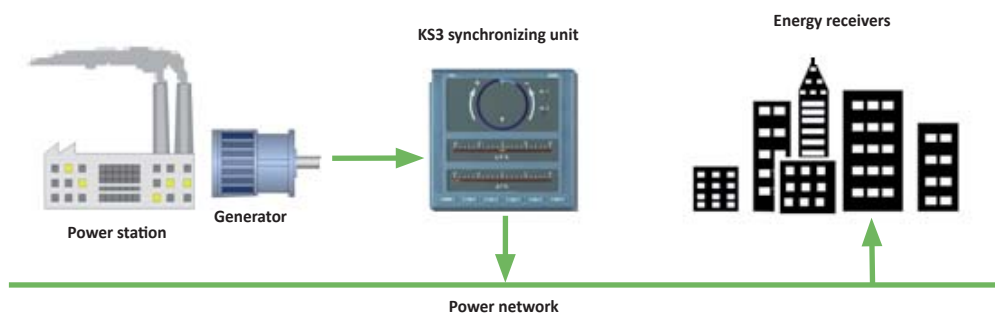 KS3 synchronizing unit
Energy receivers
Generator
Power station
Power network